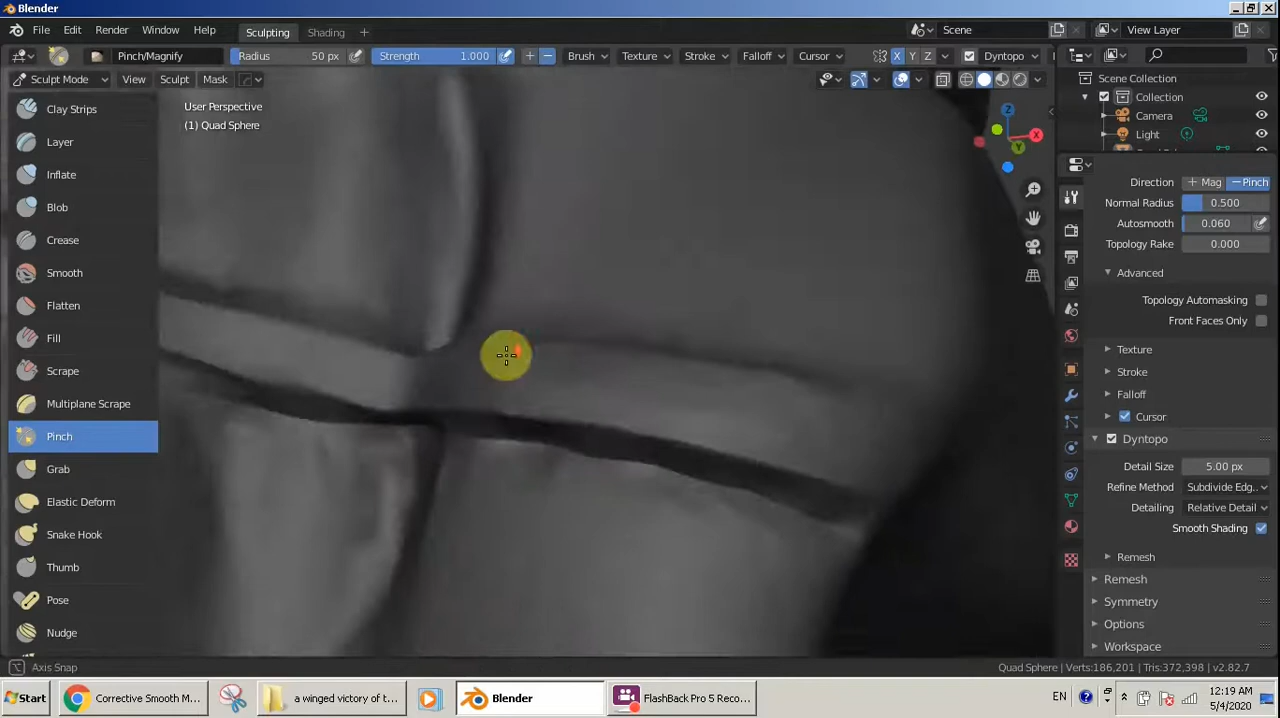 Blender
File Edit Render Window Help Sculpting Shading + Scene View Layer
Pinch/Magnify Radius 50 px Strength 1.000 + − Brush Texture Stroke Falloff Cursor X Y Z Dyntopo
Sculpt Mode View Sculpt Mask
Scene Collection
Collection
Camera
Light
User Perspective
(1) Quad Sphere
Z
X
Y
Clay Strips
Layer
Inflate
Blob
Crease
Smooth
Flatten
Fill
Scrape
Multiplane Scrape
Pinch
Grab
Elastic Deform
Snake Hook
Thumb
Pose
Nudge
Direction + Mag − Pinch
Normal Radius 0.500
Autosmooth 0.060
Topology Rake 0.000
Advanced
Topology Automasking
Front Faces Only
Texture
Stroke
Falloff
Cursor
Dyntopo
Detail Size 5.00 px
Refine Method Subdivide Edg..
Detailing Relative Detail
Smooth Shading
Remesh
Remesh
Symmetry
Options
Workspace
Axis Snap Quad Sphere | Verts:186,201 | Tris:372,398 | v2.82.7
Start Corrective Smooth M... a winged victory of t... Blender FlashBack Pro 5 Reco... EN 12:19 AM
5/4/2020